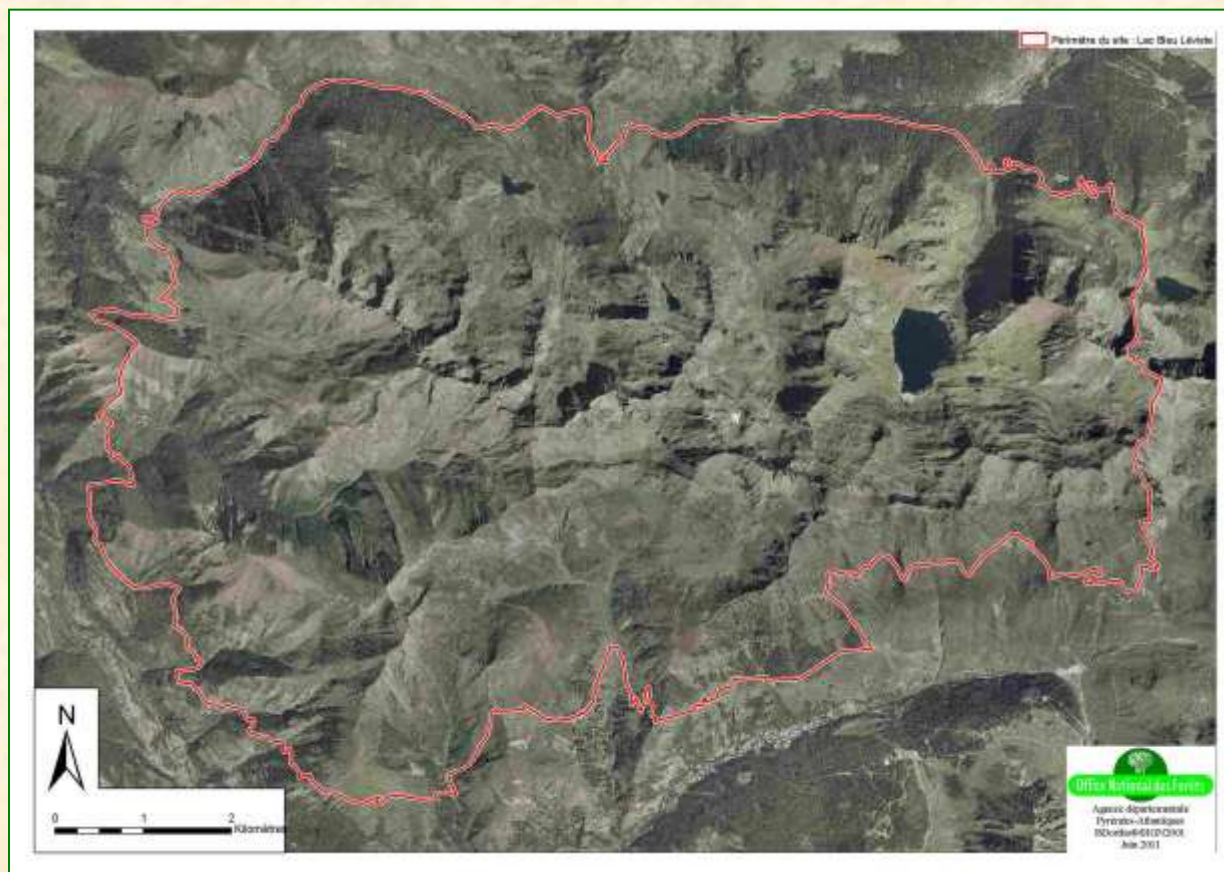 Périmètre du site : Lac Bleu Léviste
N
0 1 2
Kilomètres
Office National des Forêts
Agence départementale
Pyrénées-Atlantiques
Juin 2011